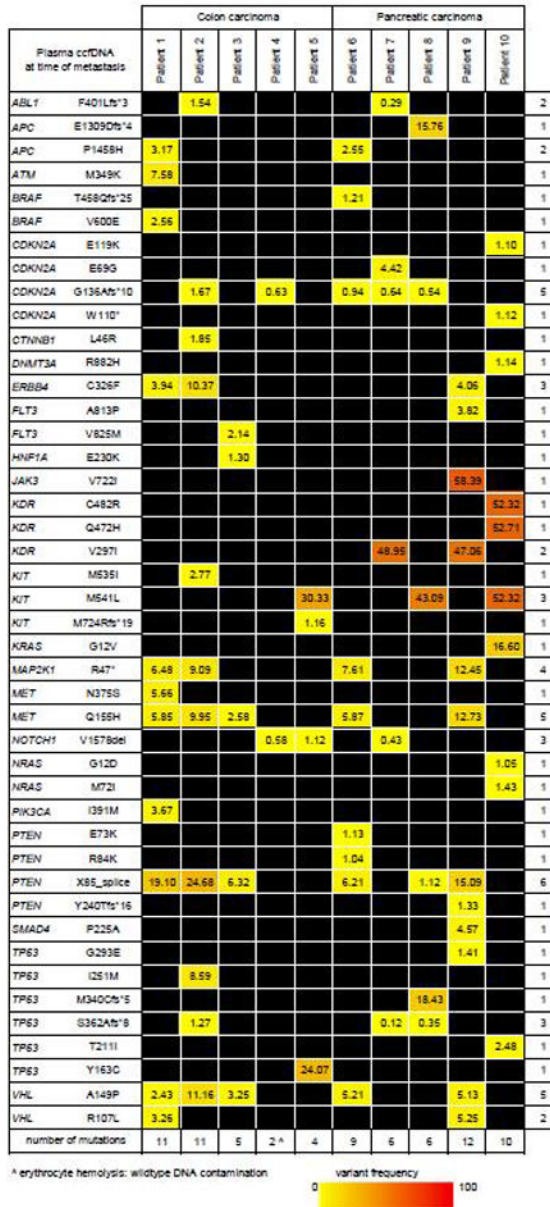 Colon carcinoma Pancreatic carcinoma
Plasma ccfDNA
at time of metastasis
Patient 1 Patient 2 Patient 3 Patient 4 Patient 5 Patient 6 Patient 7 Patient 8 Patient 9 Patient 10
ABL1 F401Lfs*3 1.54 0.29 2
APC E1309Dfs*4 15.76 1
APC P1458H 3.17 2.55 2
ATM M349K 7.58 1
BRAF T458Qfs*25 1.21 1
BRAF V600E 2.56 1
CDKN2A E119K 1.10 1
CDKN2A E69G 4.42 1
CDKN2A G136Afs*10 1.67 0.63 0.94 0.64 0.54 5
CDKN2A W110* 1.12 1
CTNNB1 L46R 1.85 1
DNMT3A R882H 1.14 1
ERBB4 C326F 3.94 10.37 4.06 3
FLT3 A813P 3.82 1
FLT3 V825M 2.14 1
HNF1A E230K 1.30 1
JAK3 V722I 58.39 1
KDR C482R 52.32 1
KDR Q472H 52.71 1
KDR V297I 48.95 47.06 2
KIT M535I 2.77 1
KIT M541L 30.33 43.09 52.32 3
KIT M724Rfs*19 1.16 1
KRAS G12V 16.60 1
MAP2K1 R47* 6.48 9.09 7.61 12.45 4
MET N375S 5.66 1
MET Q155H 5.85 9.95 2.58 5.87 12.73 5
NOTCH1 V1578del 0.58 1.12 0.43 3
NRAS G12D 1.05 1
NRAS M72I 1.43 1
PIK3CA I391M 3.67 1
PTEN E73K 1.13 1
PTEN R84K 1.04 1
PTEN X85_splice 19.10 24.68 6.32 6.21 1.12 15.09 6
PTEN Y240Tfs*16 1.33 1
SMAD4 P225A 4.57 1
TP53 G293E 1.41 1
TP53 I251M 8.59 1
TP53 M340Cfs*5 18.43 1
TP53 S362Afs*8 1.27 0.12 0.35 3
TP53 T211I 2.48 1
TP53 Y163C 24.07 1
VHL A149P 2.43 11.16 3.25 5.21 5.13 5
VHL R107L 3.26 5.25 2
number of mutations 11 11 5 2 ^ 4 9 6 6 12 10
^ erythrocyte hemolysis: wildtype DNA contamination
variant frequency
0 100